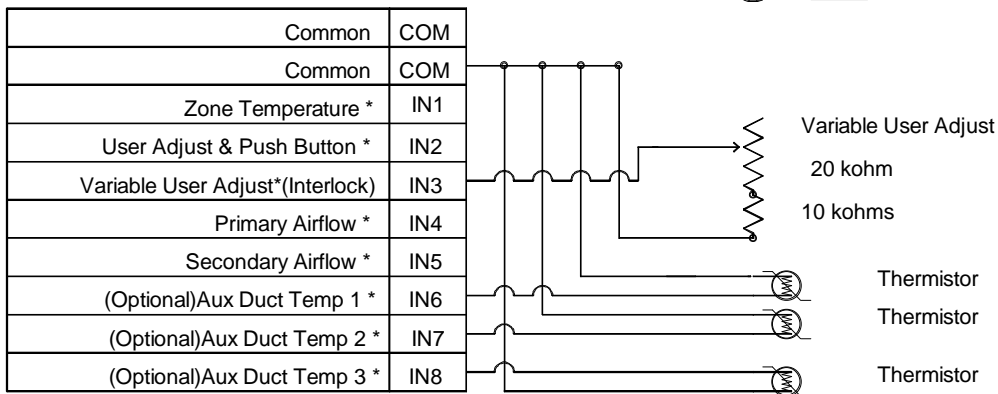 Common COM
Common COM
Zone Temperature * IN1
User Adjust & Push Button * IN2
Variable User Adjust*(Interlock) IN3
Primary Airflow * IN4
Secondary Airflow * IN5
(Optional)Aux Duct Temp 1 * IN6
(Optional)Aux Duct Temp 2 * IN7
(Optional)Aux Duct Temp 3 * IN8
Variable User Adjust
20 kohm
10 kohms
Thermistor
Thermistor
Thermistor